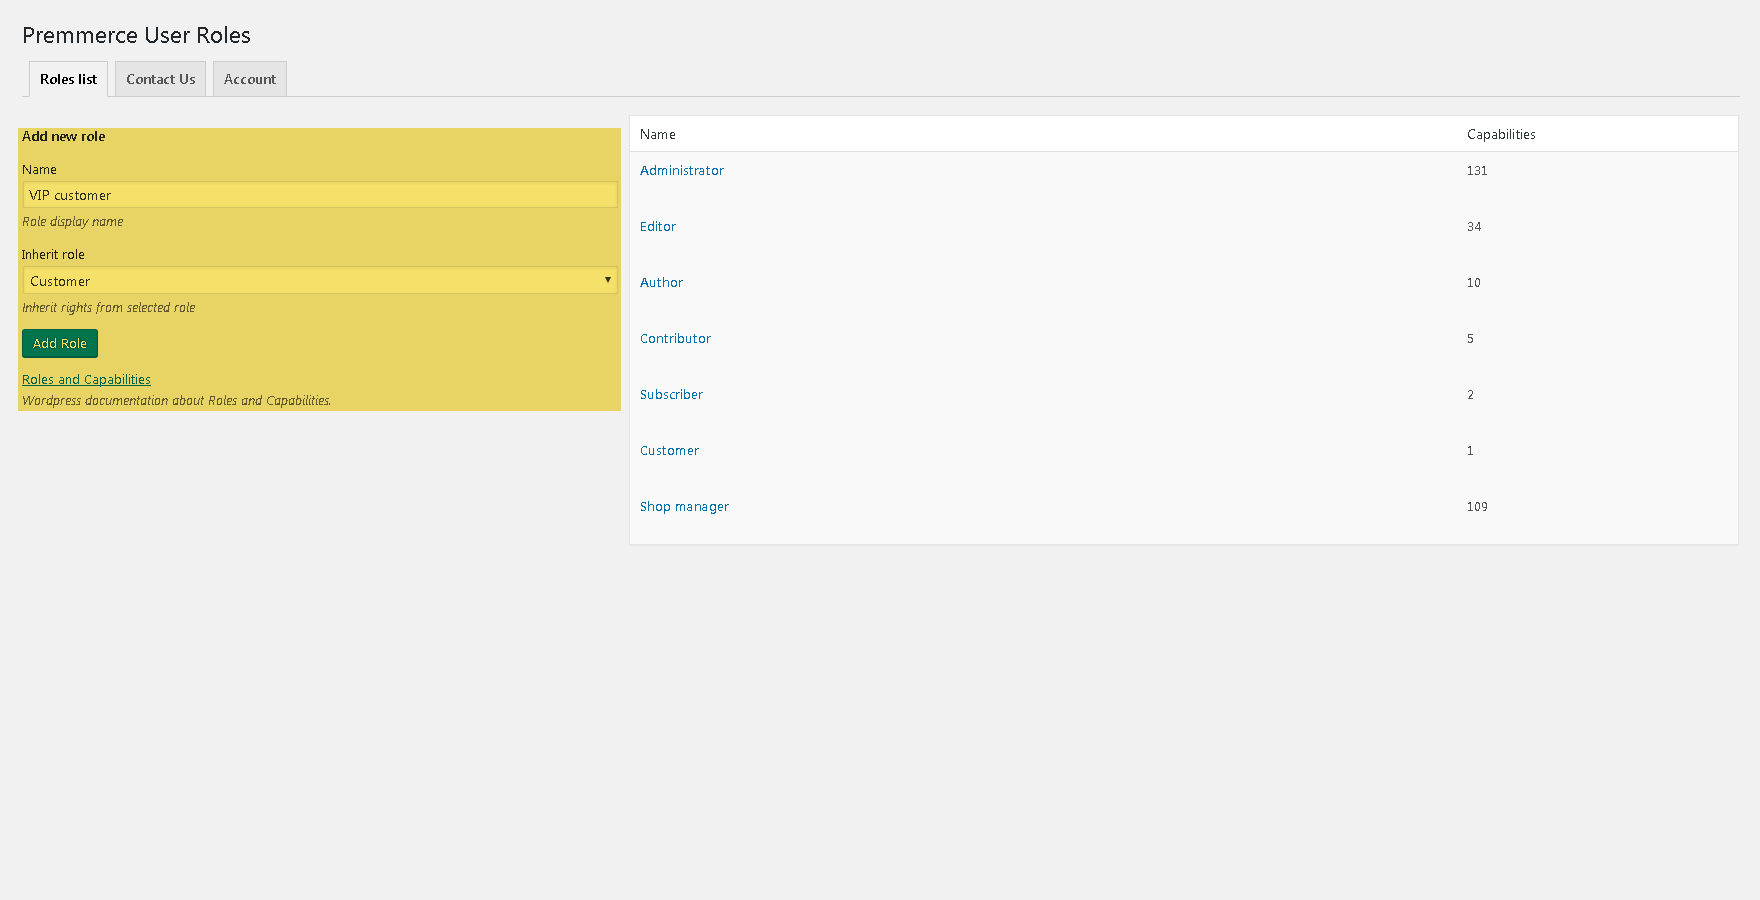 Premmerce User Roles
Roles list
Contact Us
Account
Add new role
Name
VIP customer
Role display name
Inherit role
Customer
Inherit rights from selected role
Add Role
Roles and Capabilities
Wordpress documentation about Roles and Capabilities.
Name Capabilities
Administrator 131
Editor 34
Author 10
Contributor 5
Subscriber 2
Customer 1
Shop manager 109